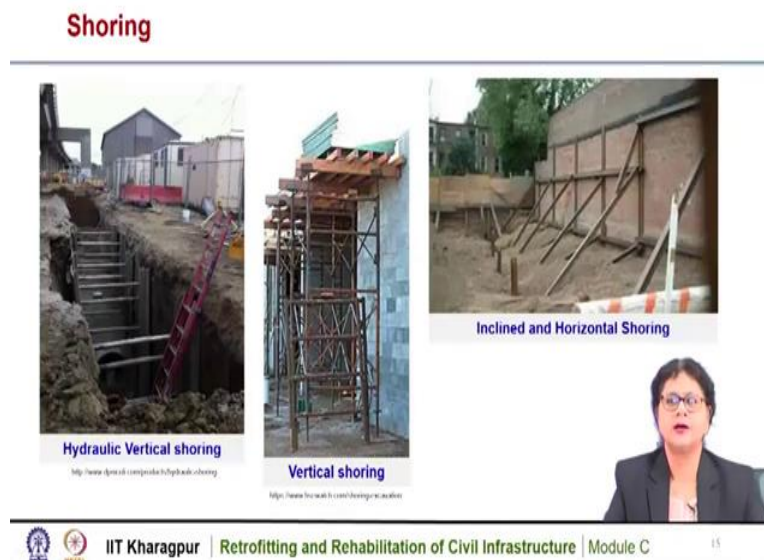 Shoring
Hydraulic Vertical shoring
Vertical shoring
Inclined and Horizontal Shoring
IIT Kharagpur | Retrofitting and Rehabilitation of Civil Infrastructure | Module C
15